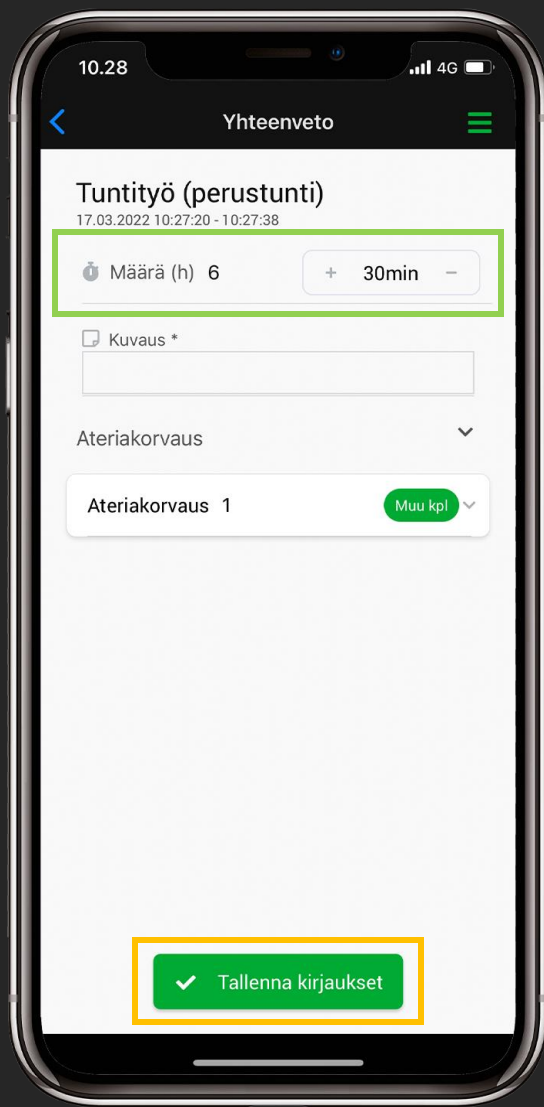 10.28 4G
Yhteenveto
Tuntityö (perustunti)
17.03.2022 10:27:20 - 10:27:38
Määrä (h) 6 + 30min −
Kuvaus *
Ateriakorvaus
Ateriakorvaus 1 Muu kpl
Tallenna kirjaukset